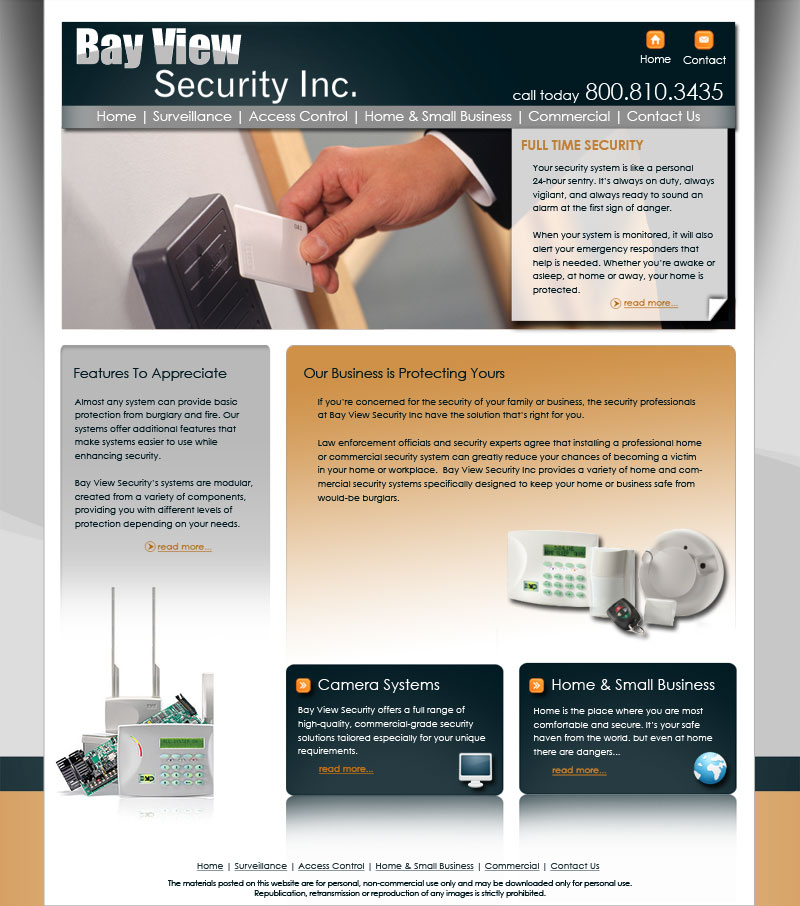 Bay View
Security Inc.
Home
Contact
call today 800.810.3435
Home | Surveillance | Access Control | Home & Small Business | Commercial | Contact Us
FULL TIME SECURITY
Your security system is like a personal
24-hour sentry. It's always on duty, always
vigilant, and always ready to sound an
alarm at the first sign of danger.
When your system is monitored, it will also
alert your emergency responders that
help is needed. Whether you're awake or
asleep, at home or away, your home is
protected.
read more...
Features To Appreciate
Almost any system can provide basic
protection from burglary and fire. Our
systems offer additional features that
make systems easier to use while
enhancing security.
Bay View Security's systems are modular,
created from a variety of components,
providing you with different levels of
protection depending on your needs.
read more...
Our Business is Protecting Yours
If you're concerned for the security of your family or business, the security professionals
at Bay View Security Inc have the solution that's right for you.
Law enforcement officials and security experts agree that installing a professional home
or commercial security system can greatly reduce your chances of becoming a victim
in your home or workplace. Bay View Security Inc provides a variety of home and com-
mercial security systems specifically designed to keep your home or business safe from
would-be burglars.
Camera Systems
Bay View Security offers a full range of
high-quality, commercial-grade security
solutions tailored especially for your unique
requirements.
read more...
Home & Small Business
Home is the place where you are most
comfortable and secure. It's your safe
haven from the world. but even at home
there are dangers...
read more...
Home | Surveillance | Access Control | Home & Small Business | Commercial | Contact Us
The materials posted on this website are for personal, non-commercial use only and may be downloaded only for personal use.
Republication, retransmission or reproduction of any images is strictly prohibited.